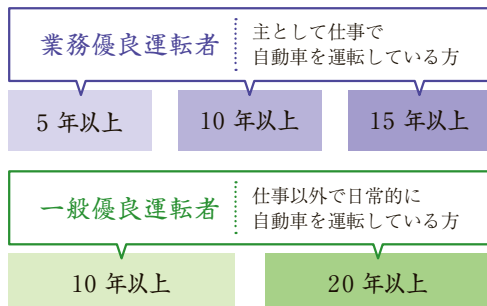 業務優良運転者
主として仕事で
自動車を運転している方
5 年以上
10 年以上
15 年以上
一般優良運転者
仕事以外で日常的に
自動車を運転している方
10 年以上
20 年以上